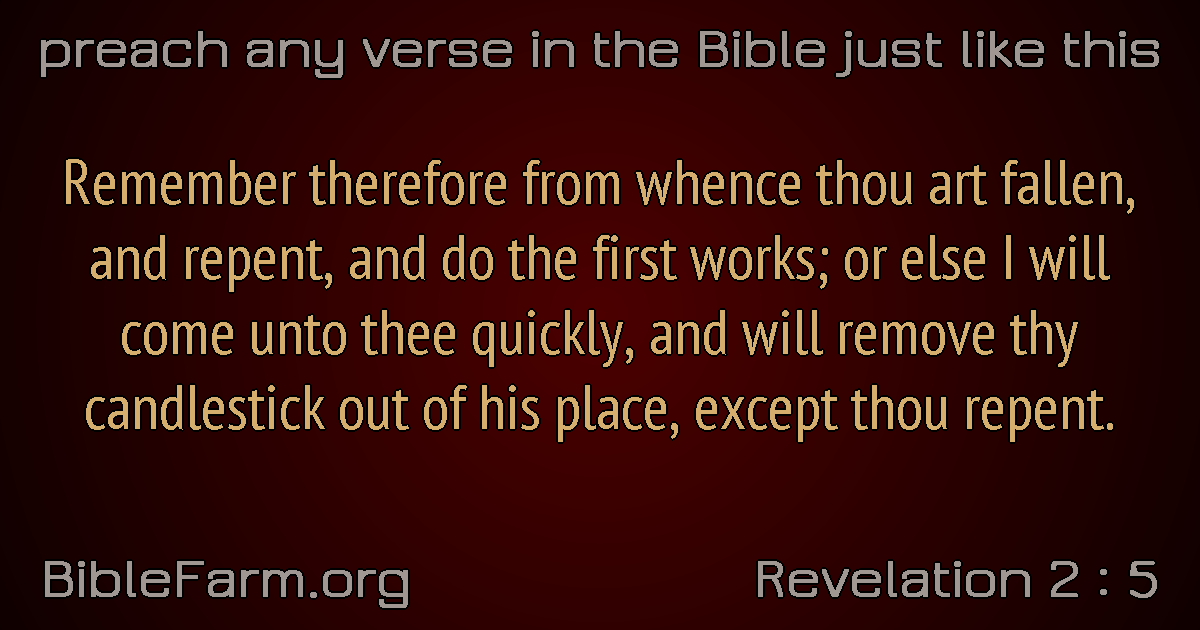 preach any verse in the Bible just like this
Remember therefore from whence thou art fallen,
and repent, and do the first works; or else I will
come unto thee quickly, and will remove thy
candlestick out of his place, except thou repent.
BibleFarm.org
Revelation 2 : 5